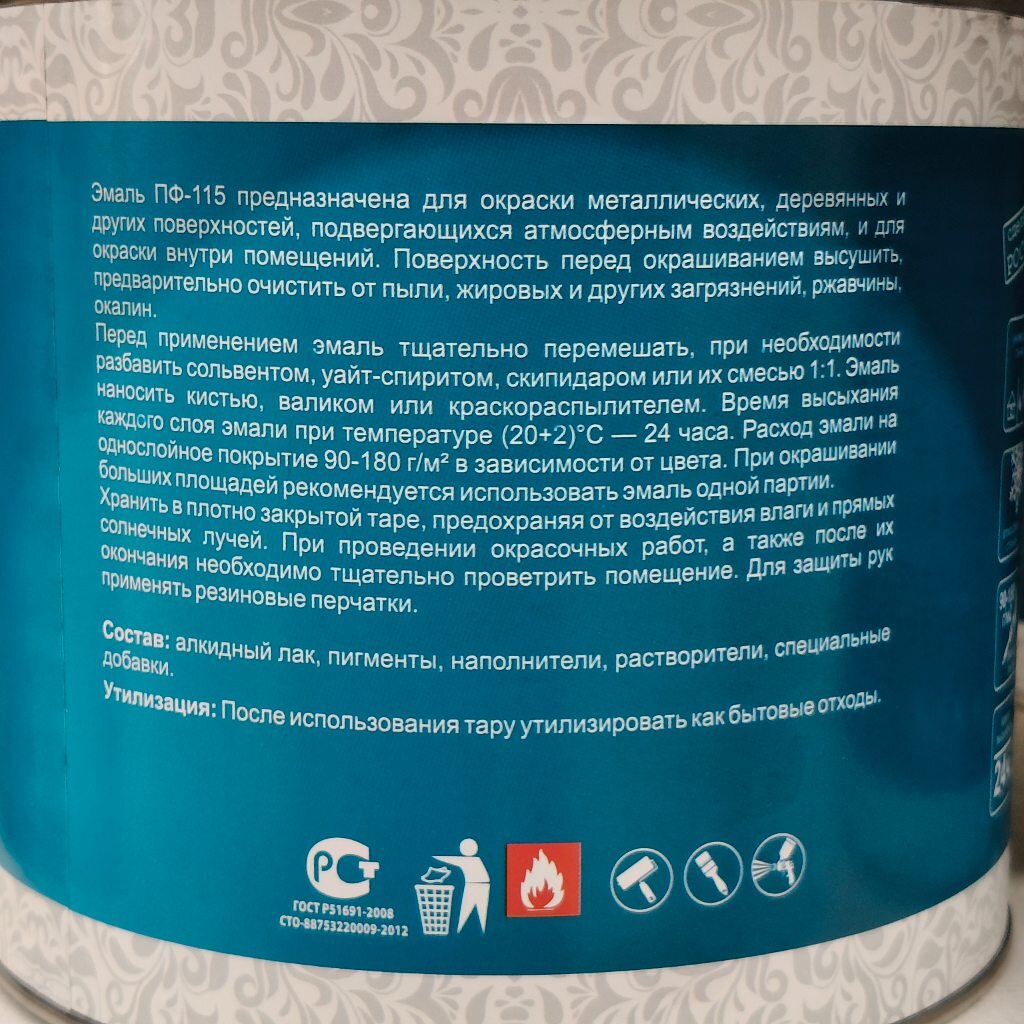 Эмаль ПФ-115 предназначена для окраски металлических, деревянных и
других поверхностей, подвергающихся атмосферным воздействиям, и для
окраски внутри помещений. Поверхность перед окрашиванием высушить,
предварительно очистить от пыли, жировых и других загрязнений, ржавчины,
окалин.
Перед применением эмаль тщательно перемешать, при необходимости
разбавить сольвентом, уайт-спиритом, скипидаром или их смесью 1:1. Эмаль
наносить кистью, валиком или краскораспылителем. Время высыхания
каждого слоя эмали при температуре (20+2)°С — 24 часа. Расход эмали на
однослойное покрытие 90-180 г/м² в зависимости от цвета. При окрашивании
больших площадей рекомендуется использовать эмаль одной партии.
Хранить в плотно закрытой таре, предохраняя от воздействия влаги и прямых
солнечных лучей. При проведении окрасочных работ, а также после их
окончания необходимо тщательно проветрить помещение. Для защиты рук
применять резиновые перчатки.
Состав: алкидный лак, пигменты, наполнители, растворители, специальные
добавки.
Утилизация: После использования тару утилизировать как бытовые отходы.
РСТ
ГОСТ Р51691-2008
СТО-88753220009-2012